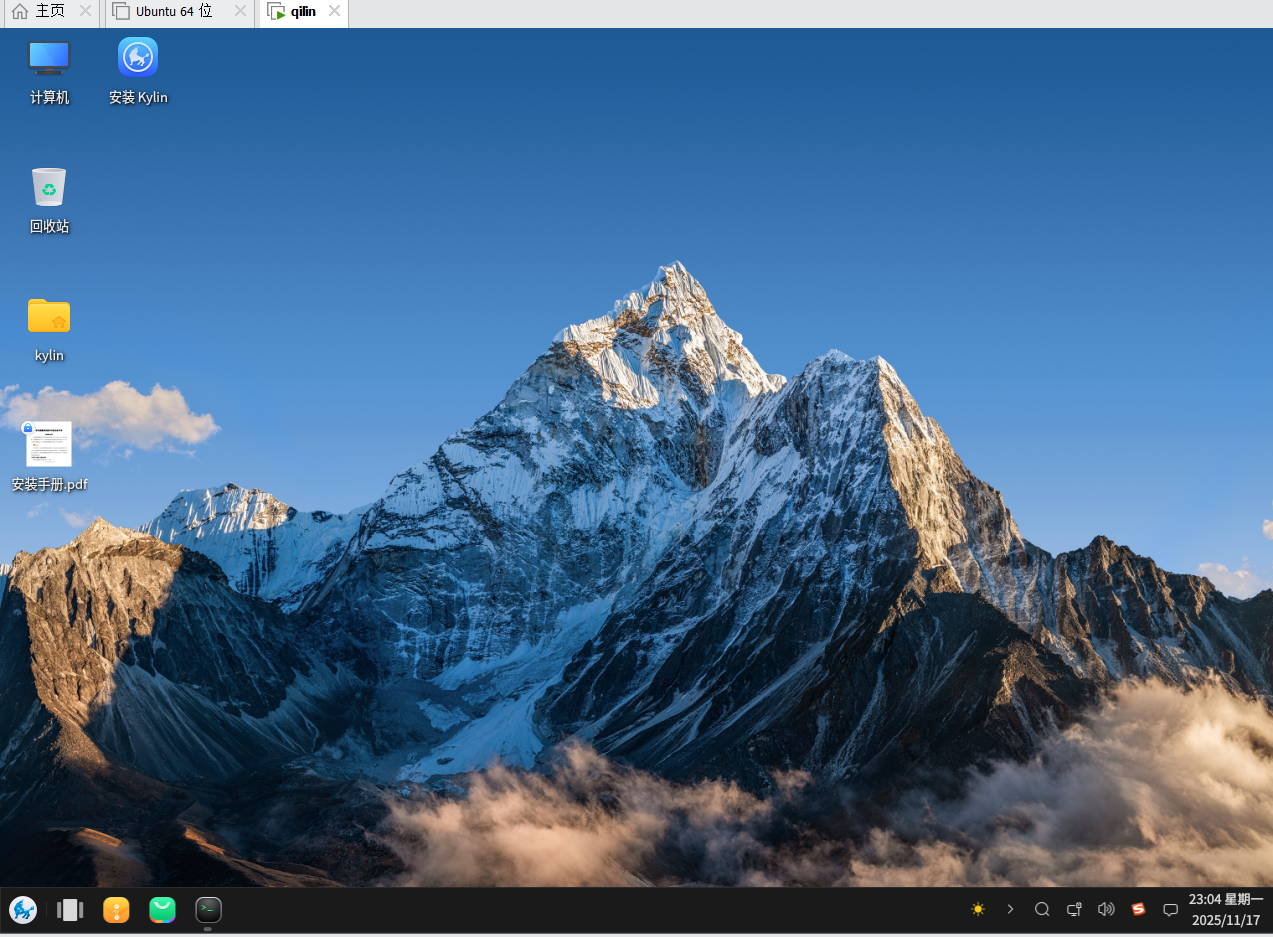 主页
Ubuntu 64 位
qilin
计算机
安装 Kylin
回收站
kylin
安装手册.pdf
23:04 星期一
2025/11/17